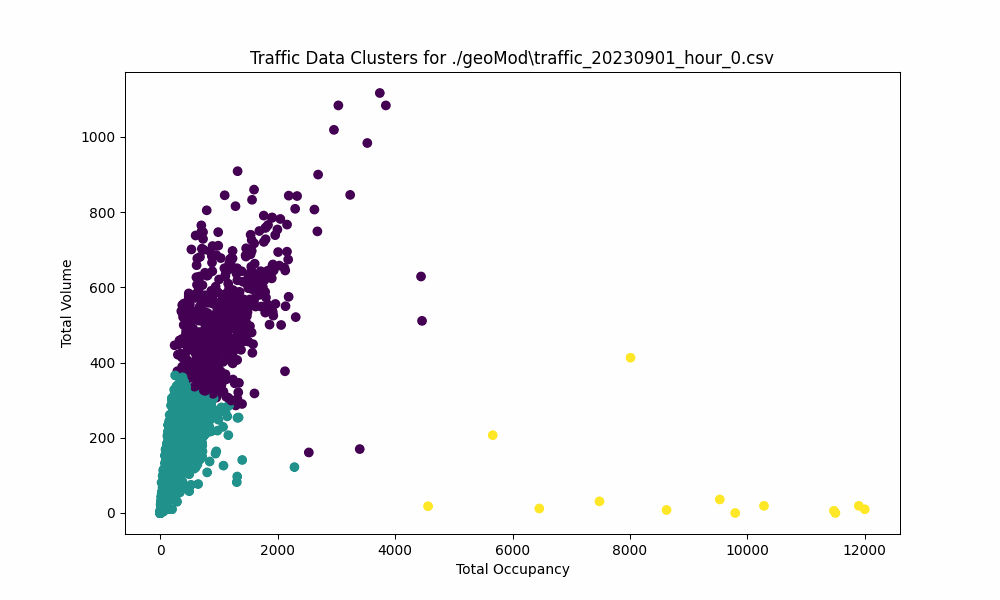 Traffic Data Clusters for ./geoMod\traffic_20230901_hour_0.csv
Total Volume
1000
800
600
400
200
0
0 2000 4000 6000 8000 10000 12000
Total Occupancy